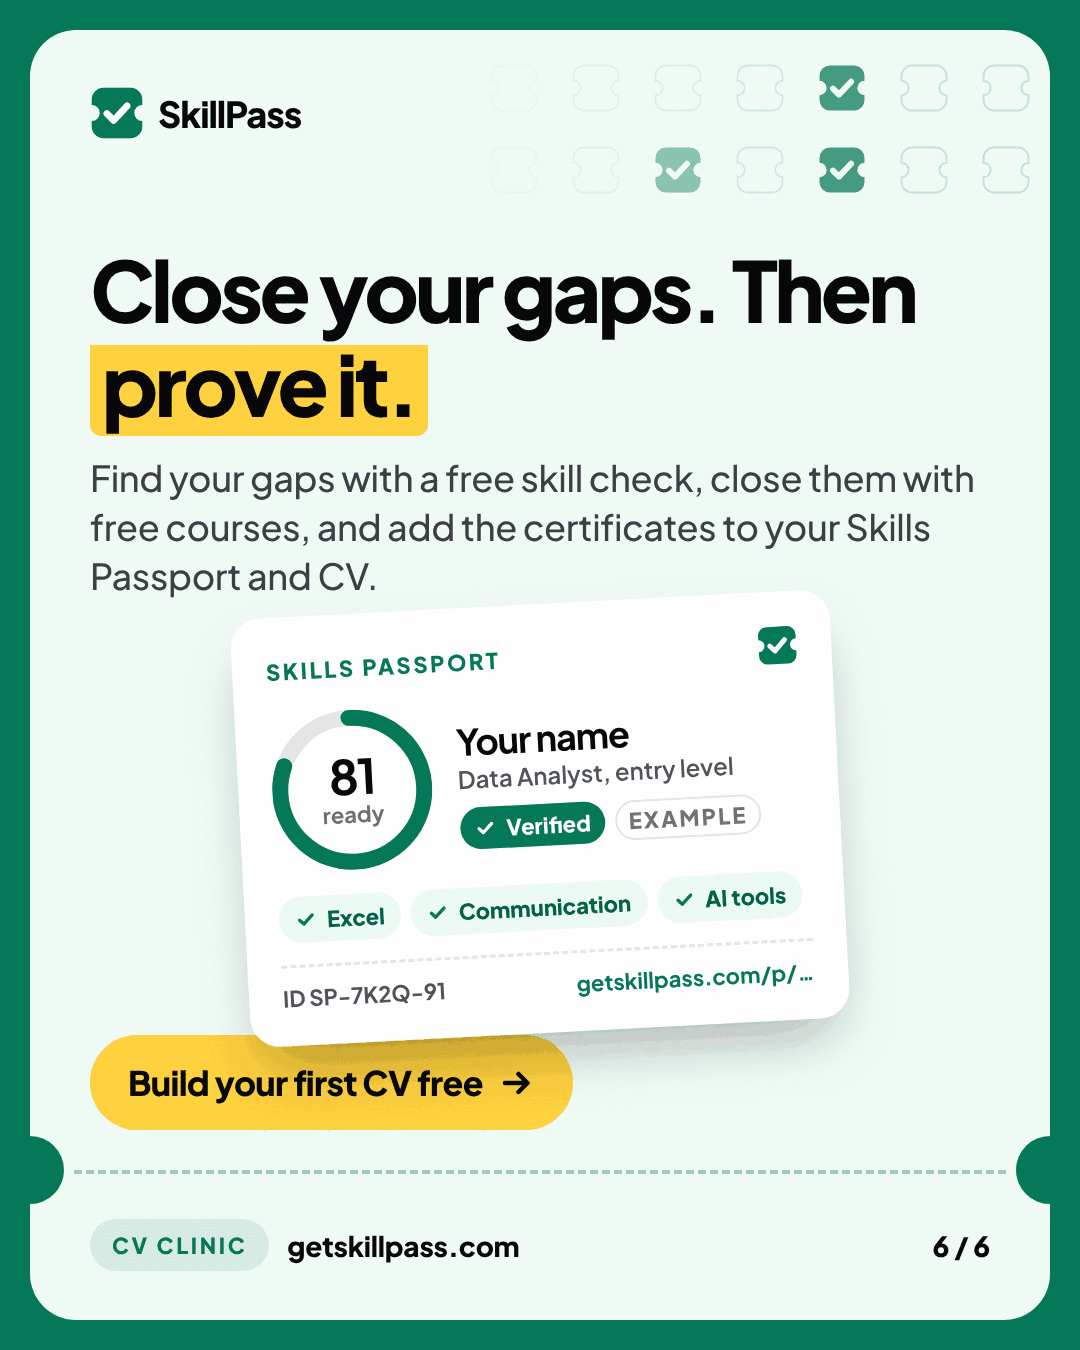 SkillPass
Close your gaps. Then
prove it.
Find your gaps with a free skill check, close them with
free courses, and add the certificates to your Skills
Passport and CV.
SKILLS PASSPORT
81
ready
Your name
Data Analyst, entry level
Verified
EXAMPLE
Excel
Communication
AI tools
ID SP-7K2Q-91
getskillpass.com/p/...
Build your first CV free →
CV CLINIC
getskillpass.com
6 / 6